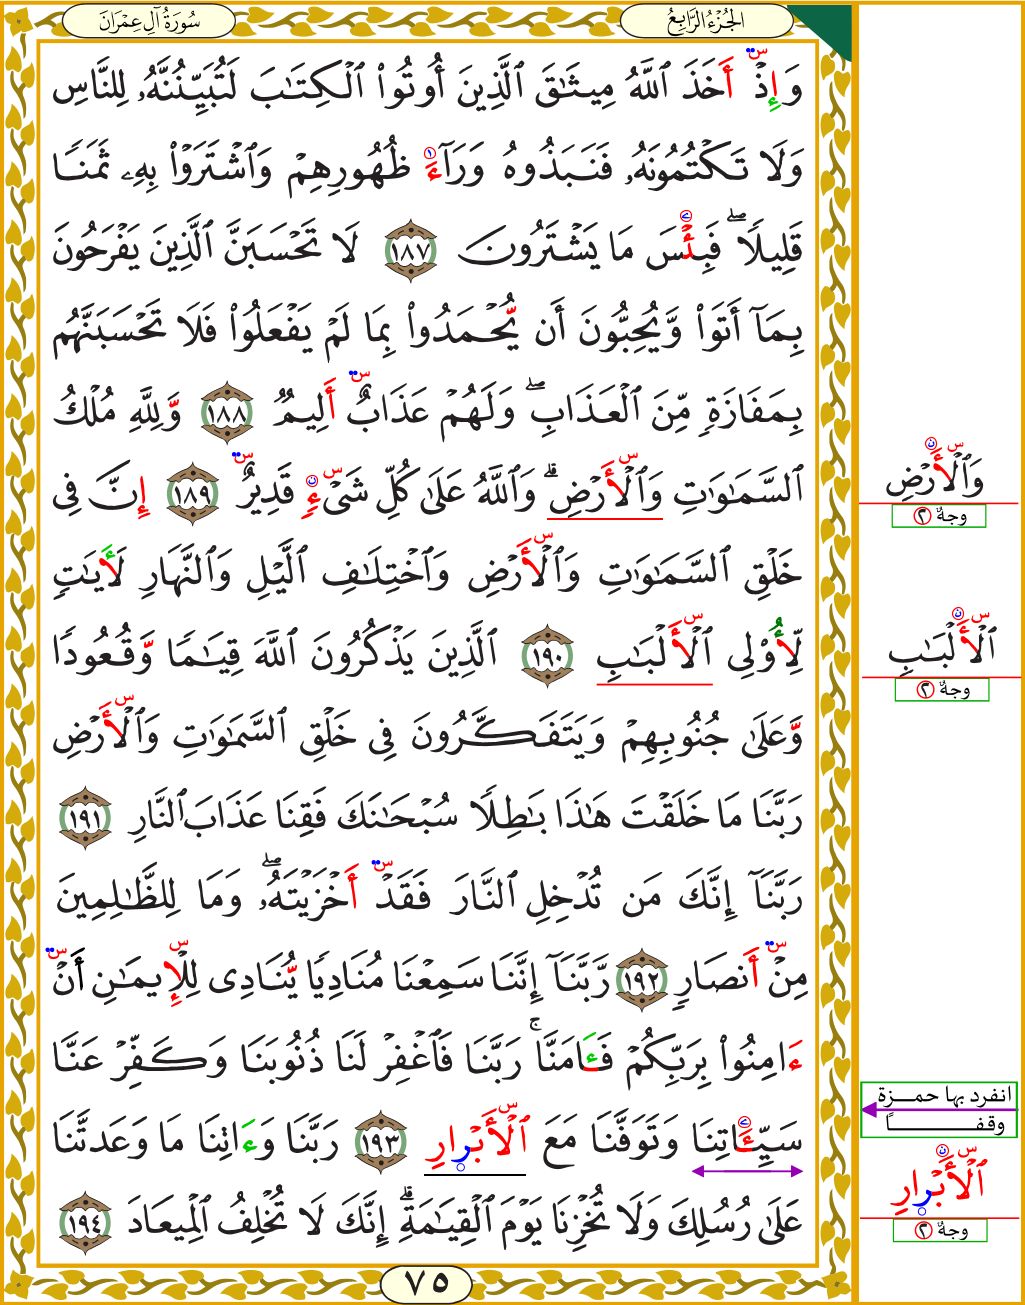 الجُزْءُ الرَّابِعُ
سُورَةُ آلِ عِمْرَانَ
وَإِذْ أَخَذَ ٱللَّهُ مِيثَٰقَ ٱلَّذِينَ أُوتُوا۟ ٱلْكِتَٰبَ لَتُبَيِّنُنَّهُۥ لِلنَّاسِ
وَلَا تَكْتُمُونَهُۥ فَنَبَذُوهُ وَرَآءَ ظُهُورِهِمْ وَٱشْتَرَوْا۟ بِهِۦ ثَمَنًا
قَلِيلًا ۖ فَبِئْسَ مَا يَشْتَرُونَ ١٨٧ لَا تَحْسَبَنَّ ٱلَّذِينَ يَفْرَحُونَ
بِمَآ أَتَوا۟ وَّيُحِبُّونَ أَن يُّحْمَدُوا۟ بِمَا لَمْ يَفْعَلُوا۟ فَلَا تَحْسَبَنَّهُم
بِمَفَازَةٍ مِّنَ ٱلْعَذَابِ ۖ وَلَهُمْ عَذَابٌ أَلِيمٌ ١٨٨ وَّلِلَّهِ مُلْكُ
ٱلسَّمَٰوَٰتِ وَٱلْأَرْضِ ۗ وَٱللَّهُ عَلَىٰ كُلِّ شَىْءٍ قَدِيرٌ ١٨٩ إِنَّ فِى
خَلْقِ ٱلسَّمَٰوَٰتِ وَٱلْأَرْضِ وَٱخْتِلَٰفِ ٱلَّيْلِ وَٱلنَّهَارِ لَأَيَٰتٍ
لِّأُو۟لِى ٱلْأَلْبَٰبِ ١٩٠ ٱلَّذِينَ يَذْكُرُونَ ٱللَّهَ قِيَٰمًا وَّقُعُودًا
وَّعَلَىٰ جُنُوبِهِمْ وَيَتَفَكَّرُونَ فِى خَلْقِ ٱلسَّمَٰوَٰتِ وَٱلْأَرْضِ
رَبَّنَا مَا خَلَقْتَ هَٰذَا بَٰطِلًا سُبْحَٰنَكَ فَقِنَا عَذَابَ ٱلنَّارِ ١٩١
رَبَّنَآ إِنَّكَ مَن تُدْخِلِ ٱلنَّارَ فَقَدْ أَخْزَيْتَهُۥ ۖ وَمَا لِلظَّٰلِمِينَ
مِنْ أَنصَارٍ ١٩٢ رَّبَّنَآ إِنَّنَا سَمِعْنَا مُنَادِيًا يُّنَادِى لِلْإِيمَٰنِ أَنْ
ءَامِنُوا۟ بِرَبِّكُمْ فَـَٔامَنَّا ۚ رَبَّنَا فَٱغْفِرْ لَنَا ذُنُوبَنَا وَكَفِّرْ عَنَّا
سَيِّـَٔاتِنَا وَتَوَفَّنَا مَعَ ٱلْأَبْرَارِ ١٩٣ رَبَّنَا وَءَاتِنَا مَا وَعَدتَّنَا
عَلَىٰ رُسُلِكَ وَلَا تُخْزِنَا يَوْمَ ٱلْقِيَٰمَةِ ۗ إِنَّكَ لَا تُخْلِفُ ٱلْمِيعَادَ ١٩٤
٧٥
وَٱلْأَرْضِ
وجهٌ ٢
ٱلْأَلْبَٰبِ
وجهٌ ٢
انفرد بها حمـزة
وقفـــًا
ٱلْأَبْرَارِ
وجهٌ ٢